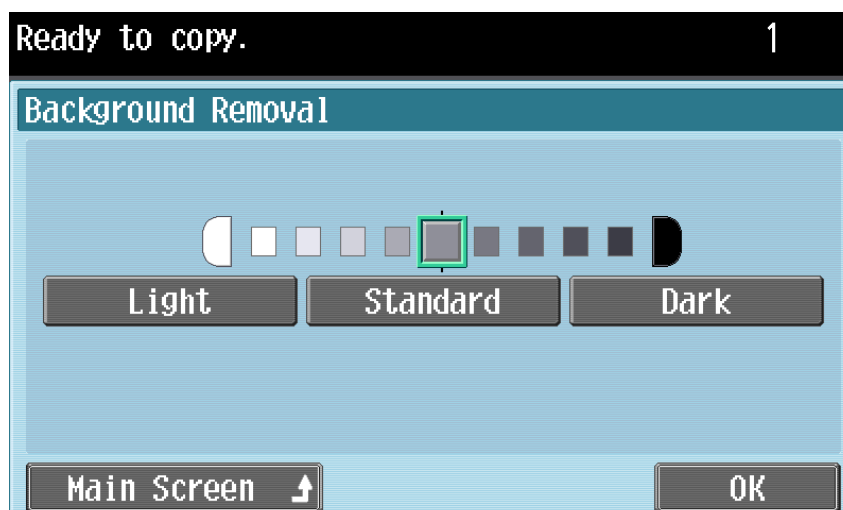 Ready to copy. 1
Background Removal
Light Standard Dark
Main Screen OK